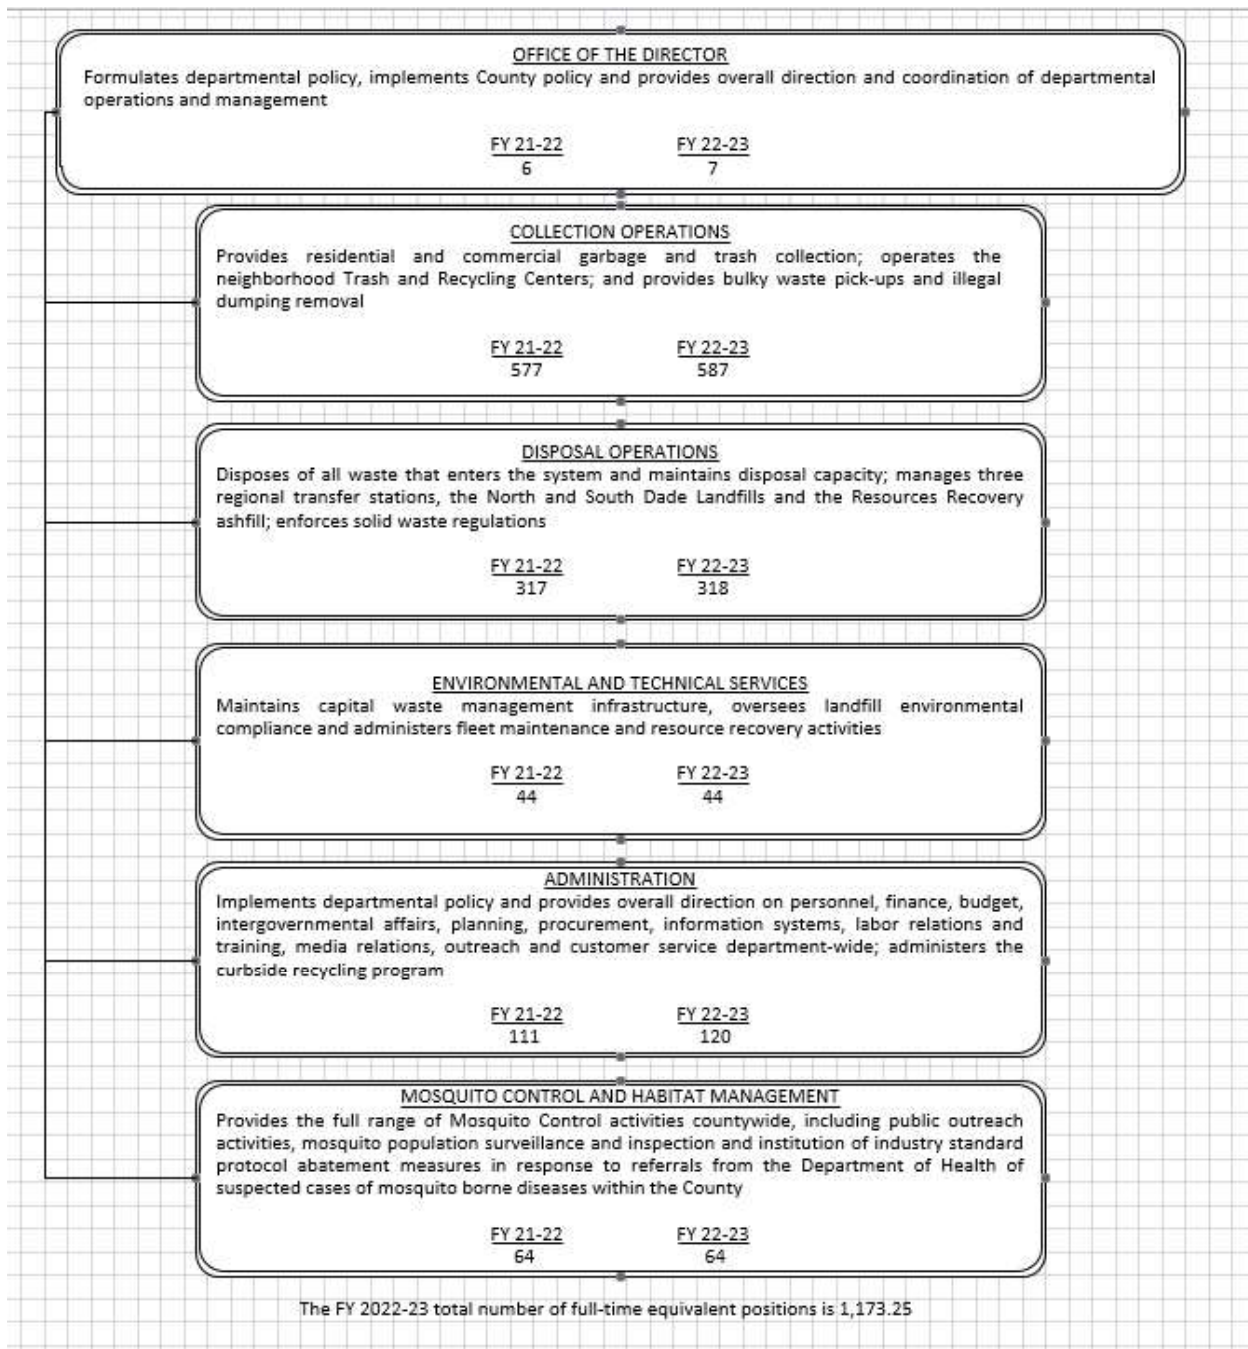 OFFICE OF THE DIRECTOR
Formulates departmental policy, implements County policy and provides overall direction and coordination of departmental
operations and management
FY 21-22 FY 22-23
6 7
COLLECTION OPERATIONS
Provides residential and commercial garbage and trash collection; operates the
neighborhood Trash and Recycling Centers; and provides bulky waste pick-ups and illegal
dumping removal
FY 21-22 FY 22-23
577 587
DISPOSAL OPERATIONS
Disposes of all waste that enters the system and maintains disposal capacity; manages three
regional transfer stations, the North and South Dade Landfills and the Resources Recovery
ashfill; enforces solid waste regulations
FY 21-22 FY 22-23
317 318
ENVIRONMENTAL AND TECHNICAL SERVICES
Maintains capital waste management infrastructure, oversees landfill environmental
compliance and administers fleet maintenance and resource recovery activities
FY 21-22 FY 22-23
44 44
ADMINISTRATION
Implements departmental policy and provides overall direction on personnel, finance, budget,
intergovernmental affairs, planning, procurement, information systems, labor relations and
training, media relations, outreach and customer service department-wide; administers the
curbside recycling program
FY 21-22 FY 22-23
111 120
MOSQUITO CONTROL AND HABITAT MANAGEMENT
Provides the full range of Mosquito Control activities countywide, including public outreach
activities, mosquito population surveillance and inspection and institution of industry standard
protocol abatement measures in response to referrals from the Department of Health of
suspected cases of mosquito borne diseases within the County
FY 21-22 FY 22-23
64 64
The FY 2022-23 total number of full-time equivalent positions is 1,173.25